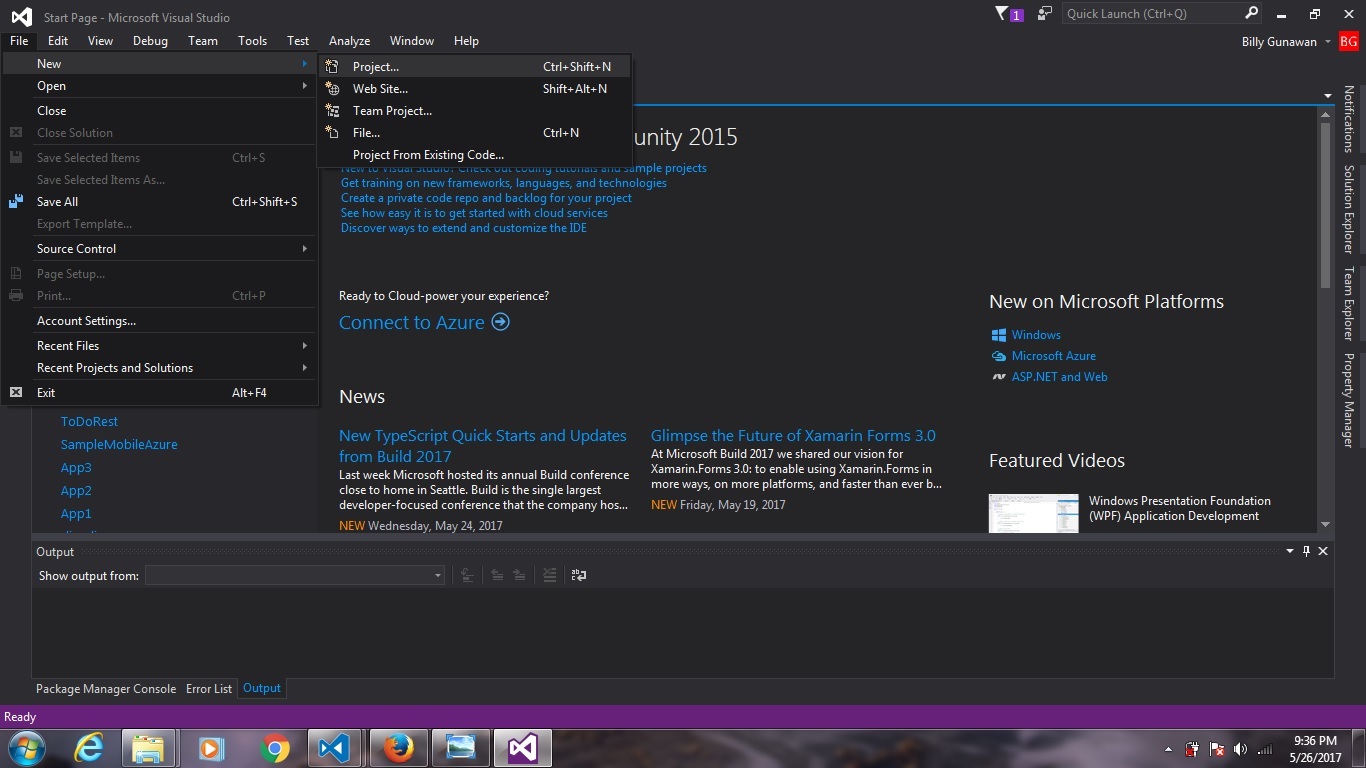 Start Page - Microsoft Visual Studio
1
Quick Launch (Ctrl+Q)
File Edit View Debug Team Tools Test Analyze Window Help
Billy Gunawan
BG
New
Open
Close
Close Solution
Save Selected Items Ctrl+S
Save Selected Items As...
Save All Ctrl+Shift+S
Export Template...
Source Control
Page Setup...
Print... Ctrl+P
Account Settings...
Recent Files
Recent Projects and Solutions
Exit Alt+F4
Project... Ctrl+Shift+N
Web Site... Shift+Alt+N
Team Project...
File... Ctrl+N
Project From Existing Code...
unity 2015
New to Visual Studio? Check out coding tutorials and sample projects
Get training on new frameworks, languages, and technologies
Create a private code repo and backlog for your project
See how easy it is to get started with cloud services
Discover ways to extend and customize the IDE
Ready to Cloud-power your experience?
Connect to Azure
News
New TypeScript Quick Starts and Updates
from Build 2017
Last week Microsoft hosted its annual Build conference
close to home in Seattle. Build is the single largest
developer-focused conference that the company hos...
NEW Wednesday, May 24, 2017
Glimpse the Future of Xamarin Forms 3.0
At Microsoft Build 2017 we shared our vision for
Xamarin.Forms 3.0: to enable using Xamarin.Forms in
more ways, on more platforms, and faster than ever b...
NEW Friday, May 19, 2017
New on Microsoft Platforms
Windows
Microsoft Azure
ASP.NET and Web
Featured Videos
Windows Presentation Foundation
(WPF) Application Development
ToDoRest
SampleMobileAzure
App3
App2
App1
Notifications
Solution Explorer
Team Explorer
Property Manager
Output
Show output from:
Package Manager Console Error List Output
Ready
9:36 PM
5/26/2017